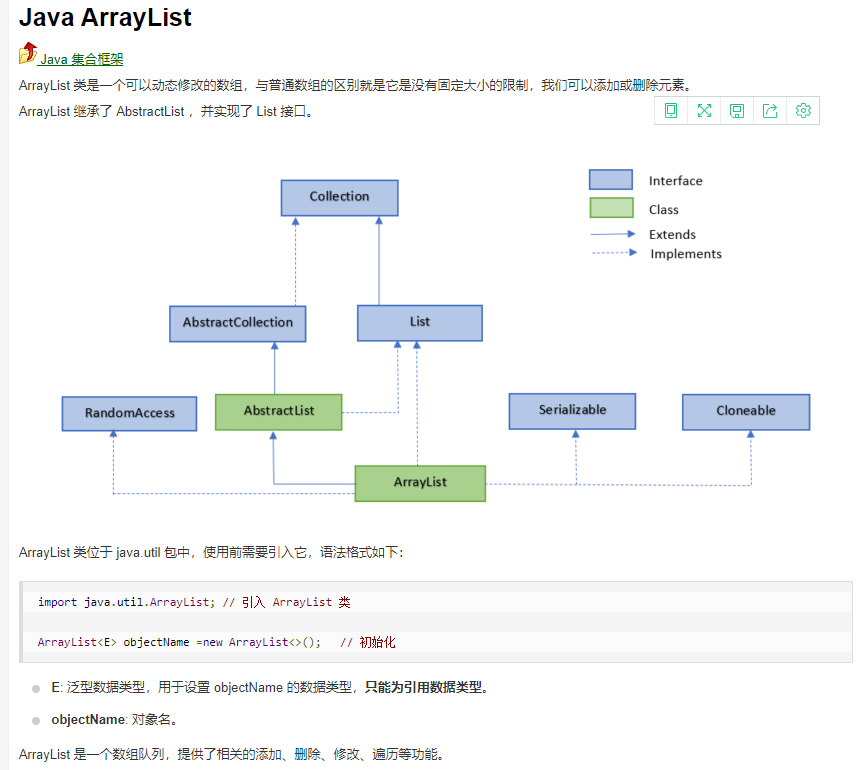 Java ArrayList
Java 集合框架
ArrayList 类是一个可以动态修改的数组，与普通数组的区别就是它是没有固定大小的限制，我们可以添加或删除元素。
ArrayList 继承了 AbstractList ，并实现了 List 接口。
Collection
Interface
Class
Extends
Implements
AbstractCollection
List
RandomAccess
AbstractList
Serializable
Cloneable
ArrayList
ArrayList 类位于 java.util 包中，使用前需要引入它，语法格式如下：
import java.util.ArrayList; // 引入 ArrayList 类
ArrayList<E> objectName =new ArrayList<>();　// 初始化
E: 泛型数据类型，用于设置 objectName 的数据类型，只能为引用数据类型。
objectName: 对象名。
ArrayList 是一个数组队列，提供了相关的添加、删除、修改、遍历等功能。